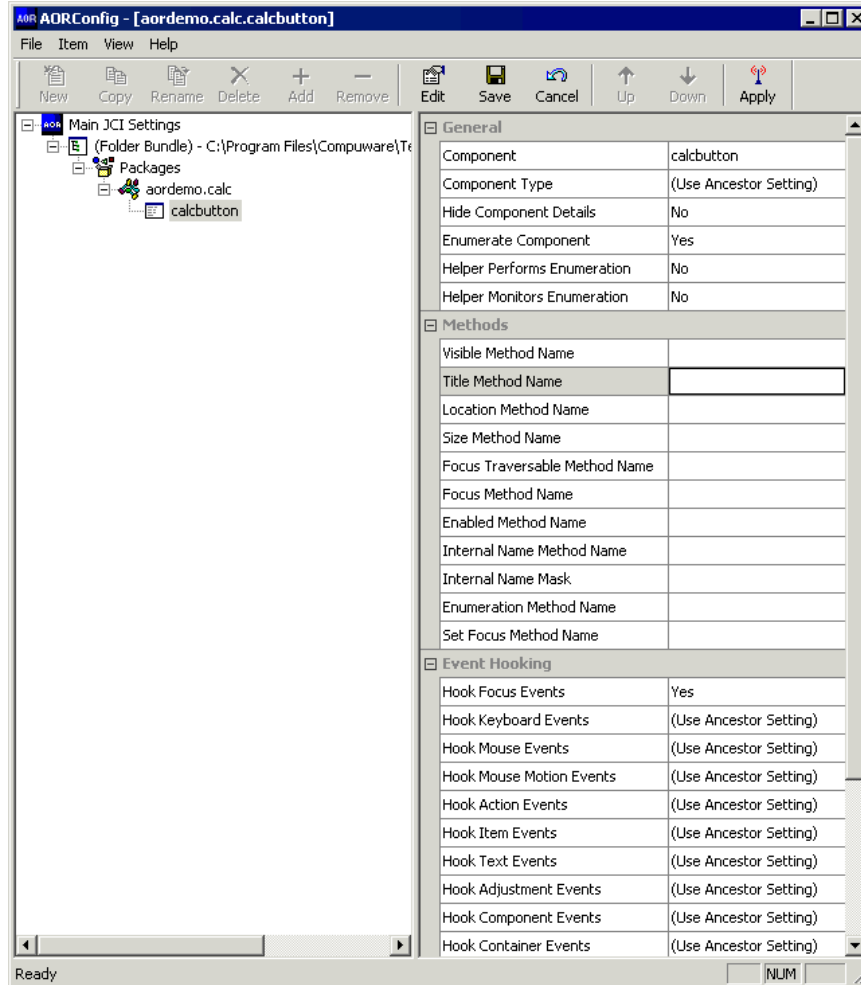 AOR AORConfig - [aordemo.calc.calcbutton]
File Item View Help
New Copy Rename Delete Add Remove Edit Save Cancel Up Down Apply
AOR Main JCI Settings
E (Folder Bundle) - C:\Program Files\Compuware\Te
Packages
aordemo.calc
calcbutton
General
Component calcbutton
Component Type (Use Ancestor Setting)
Hide Component Details No
Enumerate Component Yes
Helper Performs Enumeration No
Helper Monitors Enumeration No
Methods
Visible Method Name
Title Method Name
Location Method Name
Size Method Name
Focus Traversable Method Name
Focus Method Name
Enabled Method Name
Internal Name Method Name
Internal Name Mask
Enumeration Method Name
Set Focus Method Name
Event Hooking
Hook Focus Events Yes
Hook Keyboard Events (Use Ancestor Setting)
Hook Mouse Events (Use Ancestor Setting)
Hook Mouse Motion Events (Use Ancestor Setting)
Hook Action Events (Use Ancestor Setting)
Hook Item Events (Use Ancestor Setting)
Hook Text Events (Use Ancestor Setting)
Hook Adjustment Events (Use Ancestor Setting)
Hook Component Events (Use Ancestor Setting)
Hook Container Events (Use Ancestor Setting)
Ready NUM